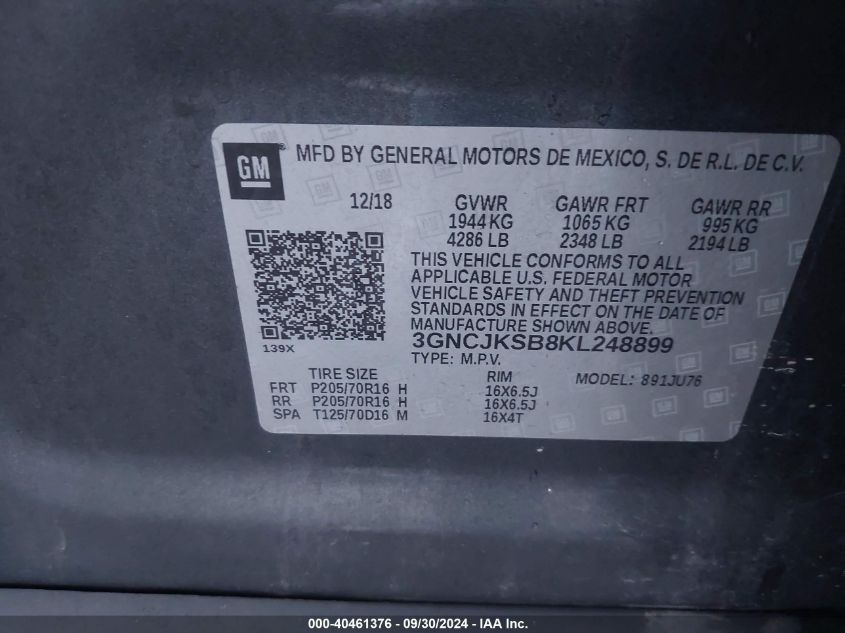 GM ® MFD BY GENERAL MOTORS DE MEXICO, S. DE R.L. DE C.V.
12/18 GVWR GAWR FRT GAWR RR
1944 KG 1065 KG 995 KG
4286 LB 2348 LB 2194 LB
THIS VEHICLE CONFORMS TO ALL
APPLICABLE U.S. FEDERAL MOTOR
VEHICLE SAFETY AND THEFT PREVENTION
STANDARDS IN EFFECT ON THE DATE OF
MANUFACTURE SHOWN ABOVE.
139X
3GNCJKSB8KL248899
TYPE: M.P.V.
TIRE SIZE RIM MODEL: 891JU76
FRT P205/70R16 H 16X6.5J
RR P205/70R16 H 16X6.5J
SPA T125/70D16 M 16X4T
000-40461376 - 09/30/2024 - IAA Inc.